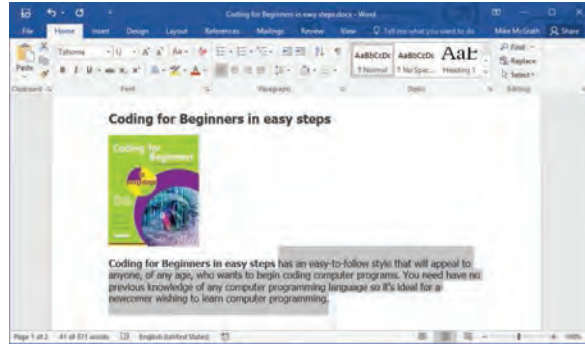 Coding for Beginners in easy steps.docx - Word
File Home Insert Design Layout References Mailings Review View Tell me what you want to do Mike McGrath Share
Tahoma
Find
Paste
B I U
AaBbCcDc AaBbCcDc AaBb
Replace
¶ Normal ¶ No Spac... Heading 1
Select
Clipboard Font Paragraph Styles Editing
Coding for Beginners in easy steps
Coding for
Beginners
in easy steps
Coding for Beginners in easy steps has an easy-to-follow style that will appeal to
anyone, of any age, who wants to begin coding computer programs. You need have no
previous knowledge of any computer programming language so it's ideal for a
newcomer wishing to learn computer programming.
Page 1 of 2 41 of 571 words English (United States) 100%